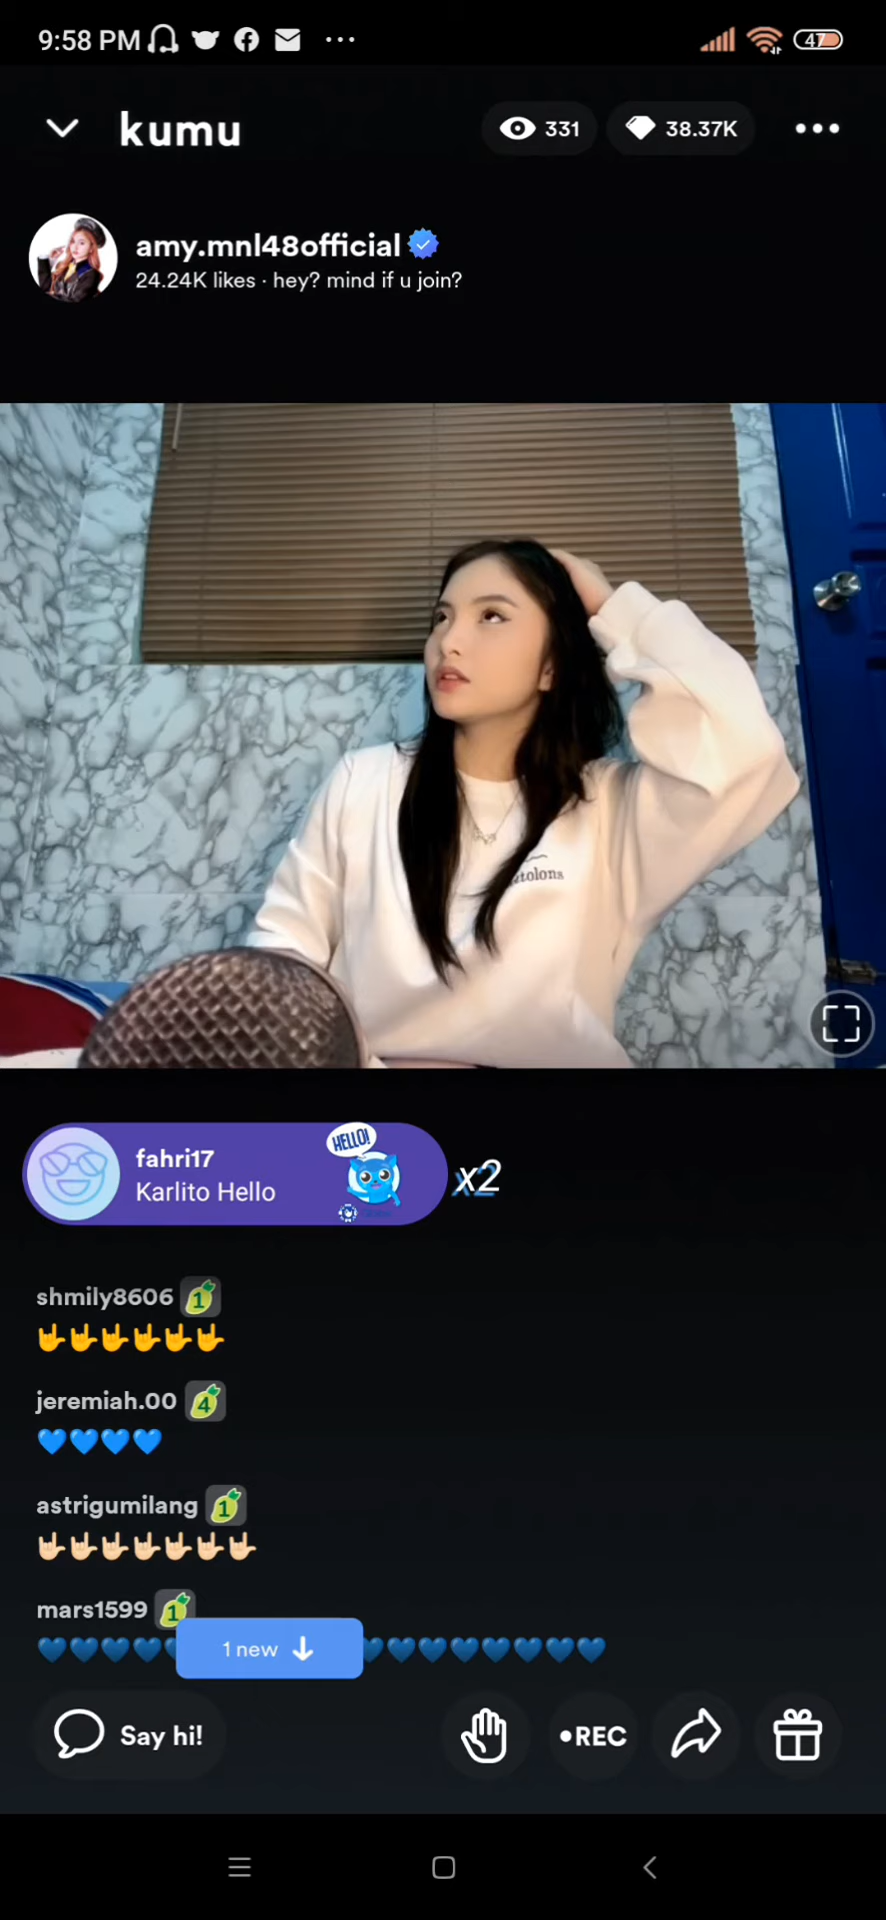 9:58 PM
47
kumu
331
38.37K
amy.mnl48official
24.24K likes · hey? mind if u join?
fahri17
Karlito Hello
HELLO!
x2
shmily8606 1
jeremiah.00 4
astrigumilang 1
mars1599 1
1 new
Say hi!
REC